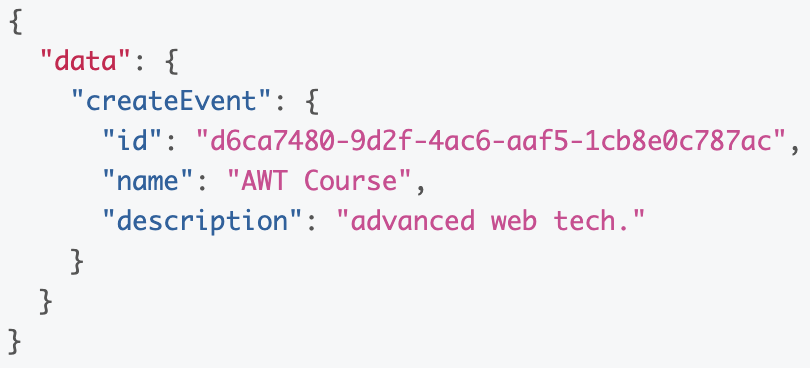 {
  "data": {
    "createEvent": {
      "id": "d6ca7480-9d2f-4ac6-aaf5-1cb8e0c787ac",
      "name": "AWT Course",
      "description": "advanced web tech."
    }
  }
}